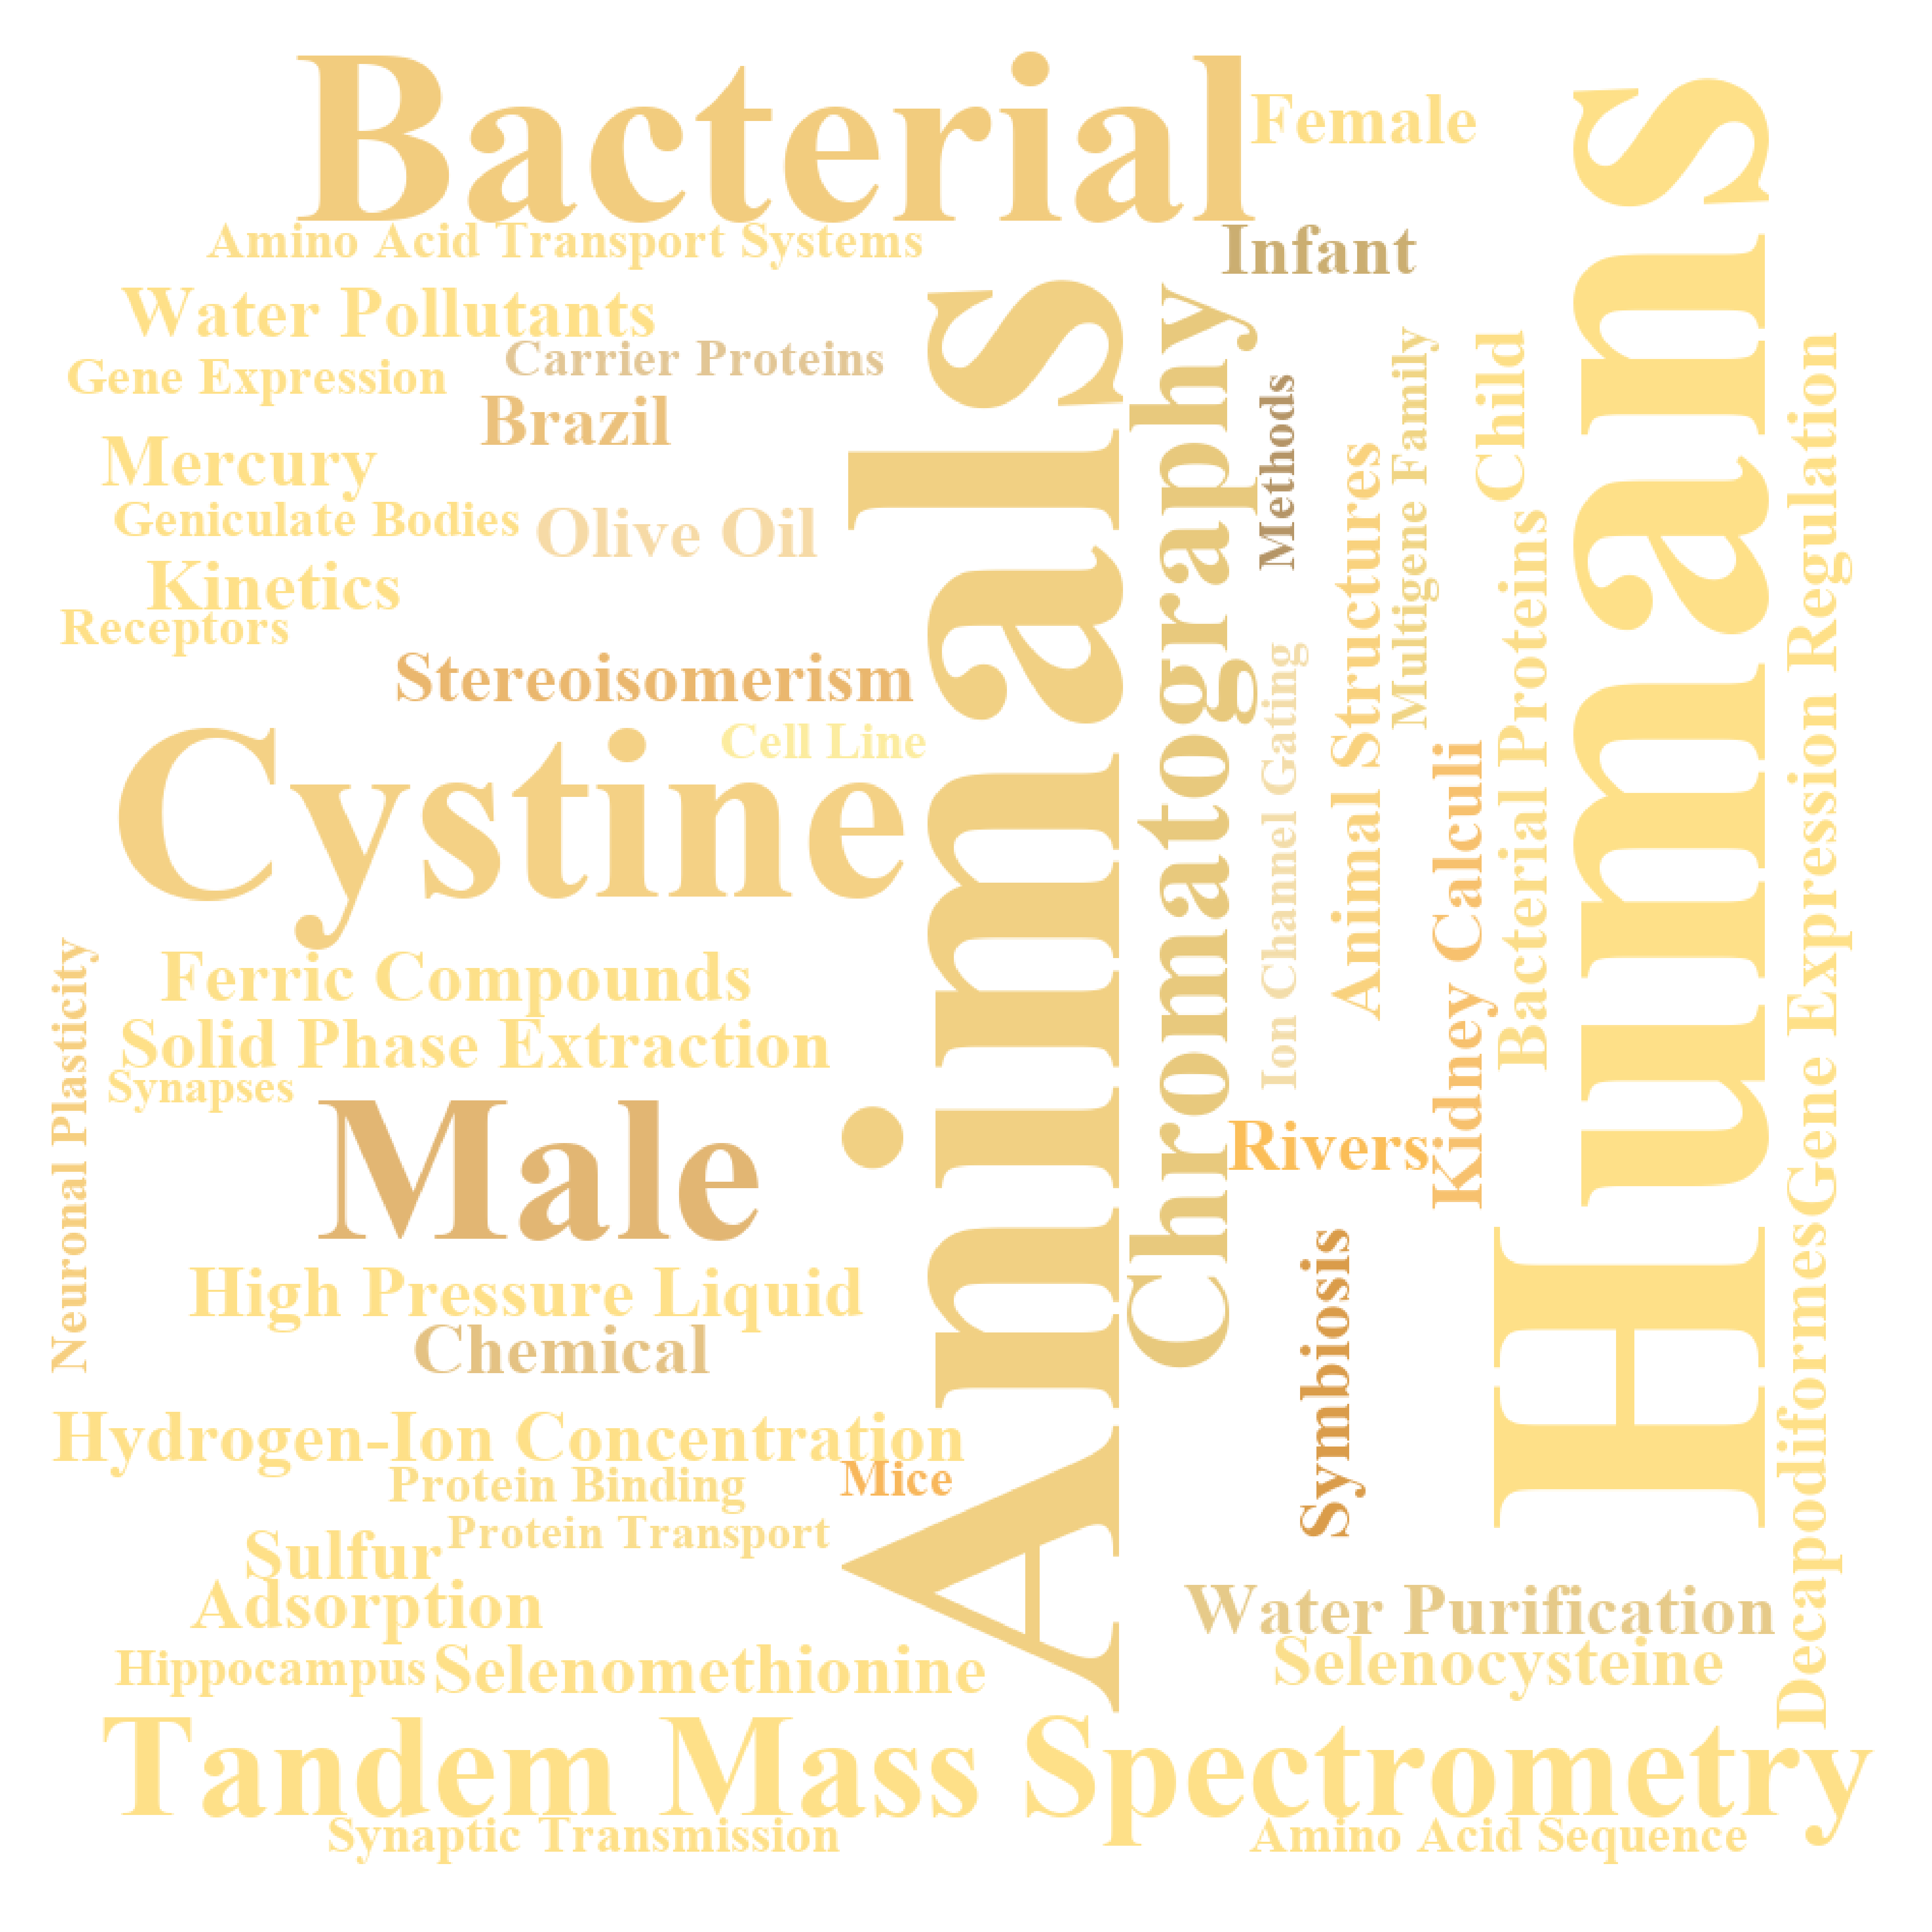 Bacterial
Female
Amino Acid Transport Systems
Infant
Humans
Water Pollutants
Carrier Proteins
Gene Expression
Brazil
Mercury
Geniculate Bodies
Olive Oil
Kinetics
Receptors
Stereoisomerism
Cell Line
Cystine
Animals
Chromatography
Methods
Ion Channel Gating
Animal Structures
Multigene Family
Child
Kidney Calculi
Bacterial Proteins
Gene Expression Regulation
Ferric Compounds
Solid Phase Extraction
Synapses
Neuronal Plasticity
Male
Rivers
High Pressure Liquid
Chemical
Symbiosis
Decapodiformes
Hydrogen-Ion Concentration
Protein Binding
Mice
Protein Transport
Sulfur
Adsorption
Water Purification
Hippocampus
Selenomethionine
Selenocysteine
Tandem Mass Spectrometry
Synaptic Transmission
Amino Acid Sequence